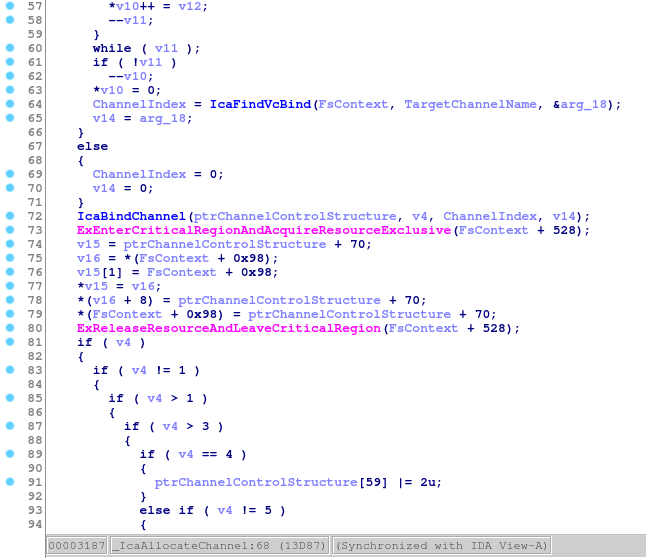 57 *v10++ = v12;
58 --v11;
59 }
60 while ( v11 );
61 if ( !v11 )
62 --v10;
63 *v10 = 0;
64 ChannelIndex = IcaFindVcBind(FsContext, TargetChannelName, &arg_18);
65 v14 = arg_18;
66 }
67 else
68 {
69 ChannelIndex = 0;
70 v14 = 0;
71 }
72 IcaBindChannel(ptrChannelControlStructure, v4, ChannelIndex, v14);
73 ExEnterCriticalRegionAndAcquireResourceExclusive(FsContext + 528);
74 v15 = ptrChannelControlStructure + 70;
75 v16 = *(FsContext + 0x98);
76 v15[1] = FsContext + 0x98;
77 *v15 = v16;
78 *(v16 + 8) = ptrChannelControlStructure + 70;
79 *(FsContext + 0x98) = ptrChannelControlStructure + 70;
80 ExReleaseResourceAndLeaveCriticalRegion(FsContext + 528);
81 if ( v4 )
82 {
83 if ( v4 != 1 )
84 {
85 if ( v4 > 1 )
86 {
87 if ( v4 > 3 )
88 {
89 if ( v4 == 4 )
90 {
91 ptrChannelControlStructure[59] |= 2u;
92 }
93 else if ( v4 != 5 )
94 {
00003187 _IcaAllocateChannel:68 (13D87) (Synchronized with IDA View-A)